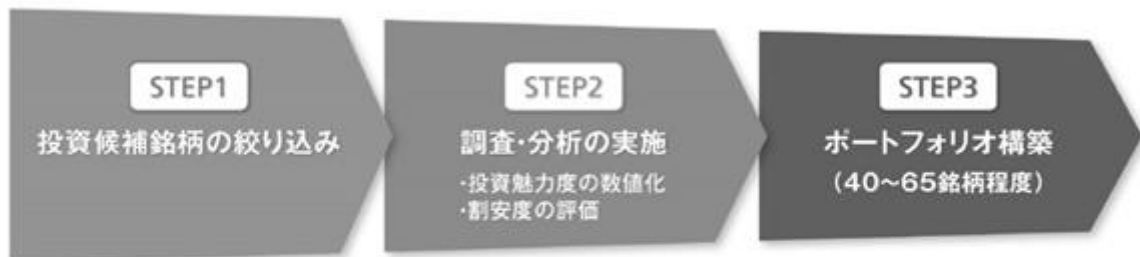 STEP1
投資候補銘柄の絞り込み
STEP2
調査・分析の実施
・投資魅力度の数値化
・割安度の評価
STEP3
ポートフォリオ構築
(40〜65銘柄程度)